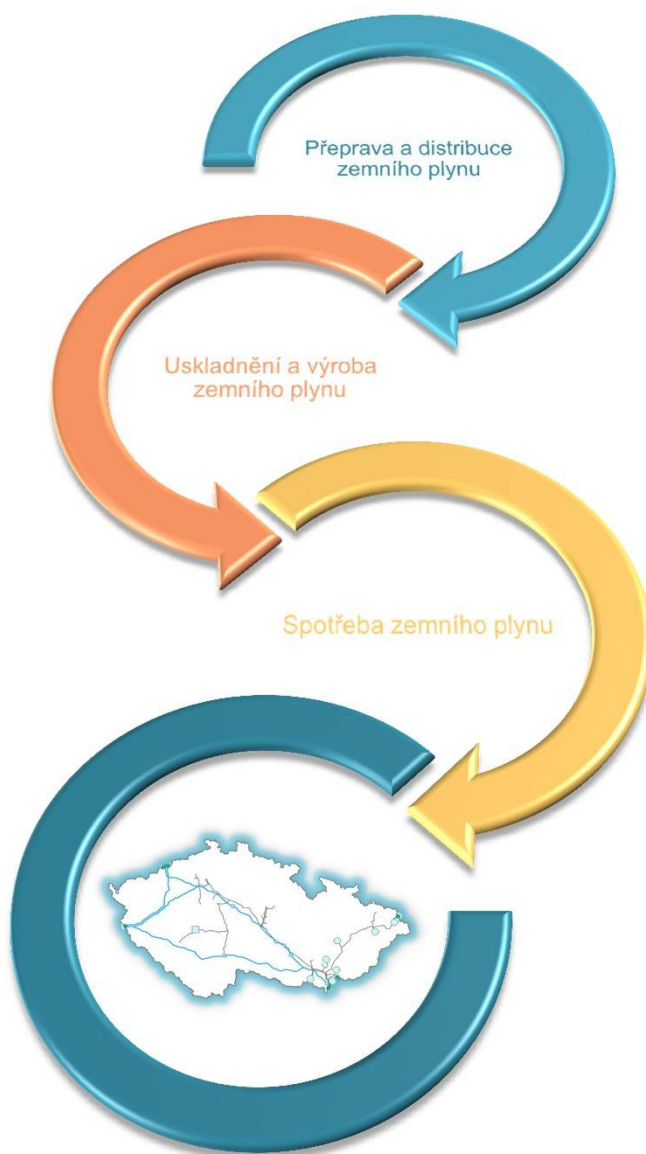 Přeprava a distribuce
zemního plynu
Uskladnění a výroba
zemního plynu
Spotřeba zemního plynu